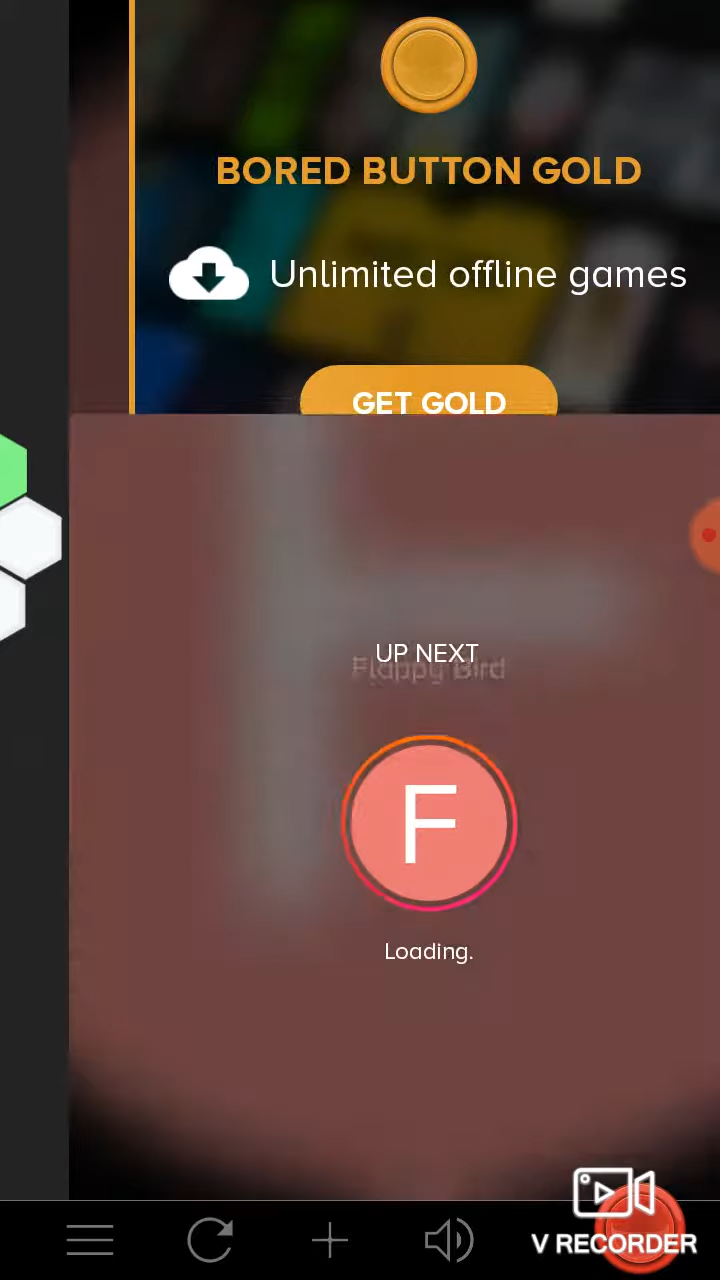 BORED BUTTON GOLD
Unlimited offline games
GET GOLD
UP NEXT
Flappy Bird
F
Loading.
V RECORDER